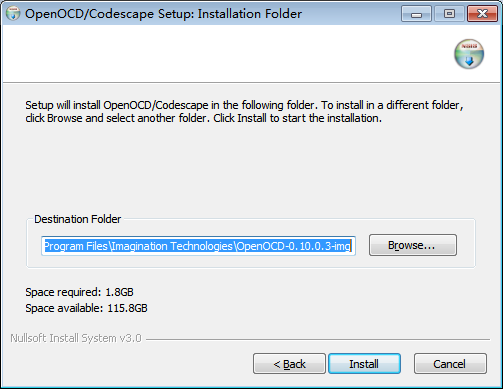 OpenOCD/Codescape Setup: Installation Folder
Setup will install OpenOCD/Codescape in the following folder. To install in a different folder,
click Browse and select another folder. Click Install to start the installation.
Destination Folder
Program Files\Imagination Technologies\OpenOCD-0.10.0.3-img
Browse...
Space required: 1.8GB
Space available: 115.8GB
Nullsoft Install System v3.0
< Back
Install
Cancel